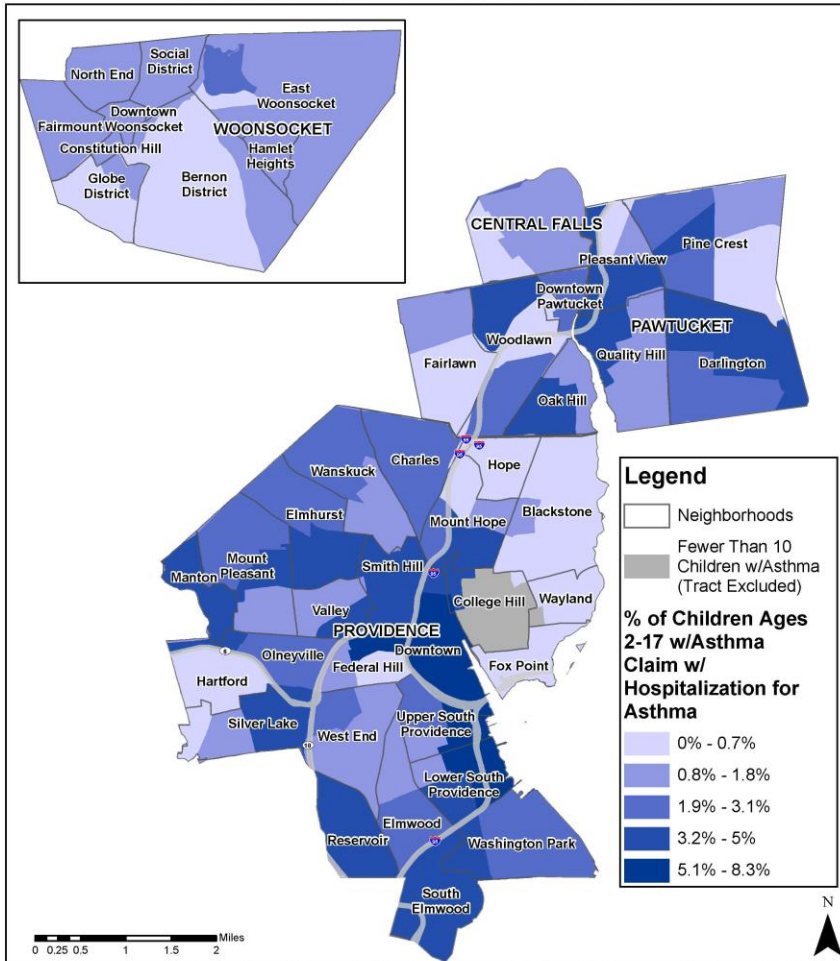 Social
District
North End
East
Woonsocket
Downtown
Woonsocket
Fairmount
WOONSOCKET
Constitution Hill
Hamlet
Heights
Globe
District
Bernon
District
CENTRAL FALLS
Pine Crest
Pleasant View
Downtown
Pawtucket
PAWTUCKET
Woodlawn
Fairlawn
Quality Hill
Darlington
Oak Hill
Charles
Hope
Wanskuck
Blackstone
Elmhurst
Mount Hope
Mount
Pleasant
Smith Hill
Manton
College Hill
Wayland
Valley
PROVIDENCE
Downtown
Olneyville
Federal Hill
Fox Point
6
Hartford
Silver Lake
Upper South
Providence
West End
10
Lower South
Providence
Elmwood
Reservoir
Washington Park
South
Elmwood
Legend
Neighborhoods
Fewer Than 10
Children w/Asthma
(Tract Excluded)
% of Children Ages
2-17 w/Asthma
Claim w/
Hospitalization for
Asthma
0% - 0.7%
0.8% - 1.8%
1.9% - 3.1%
3.2% - 5%
5.1% - 8.3%
N
Miles
0 0.25 0.5 1 1.5 2